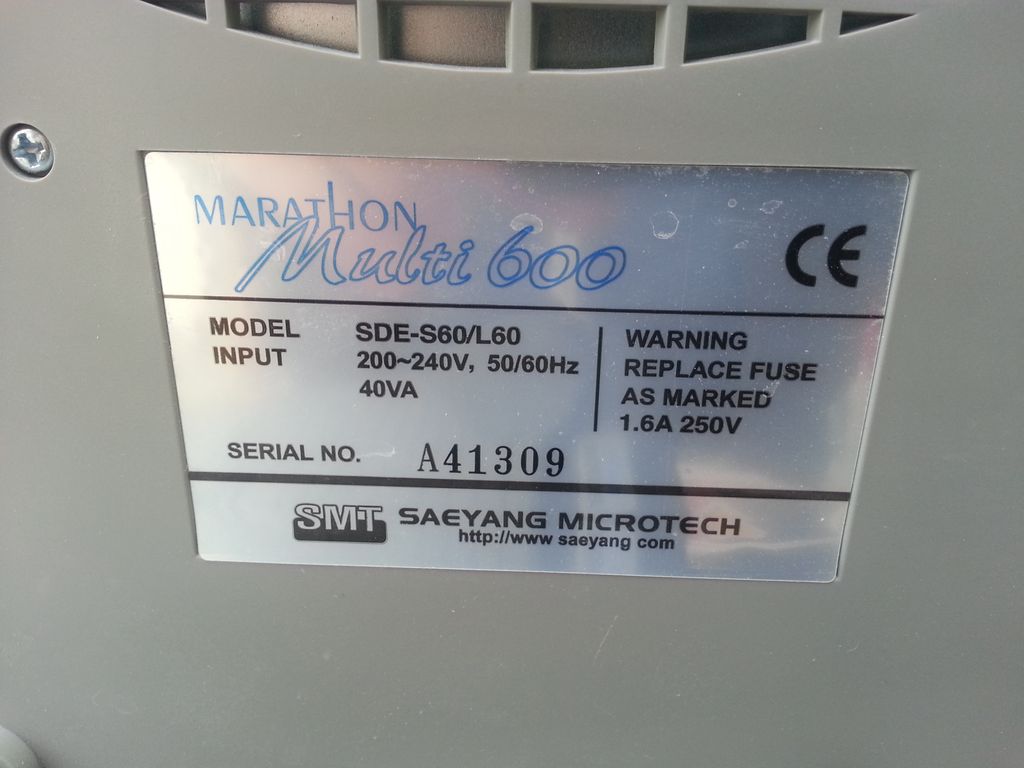 MARATHON
Multi 600
CE
MODEL SDE-S60/L60
INPUT 200~240V, 50/60Hz
40VA
WARNING
REPLACE FUSE
AS MARKED
1.6A 250V
SERIAL NO. A41309
SMT SAEYANG MICROTECH
http://www saeyang com